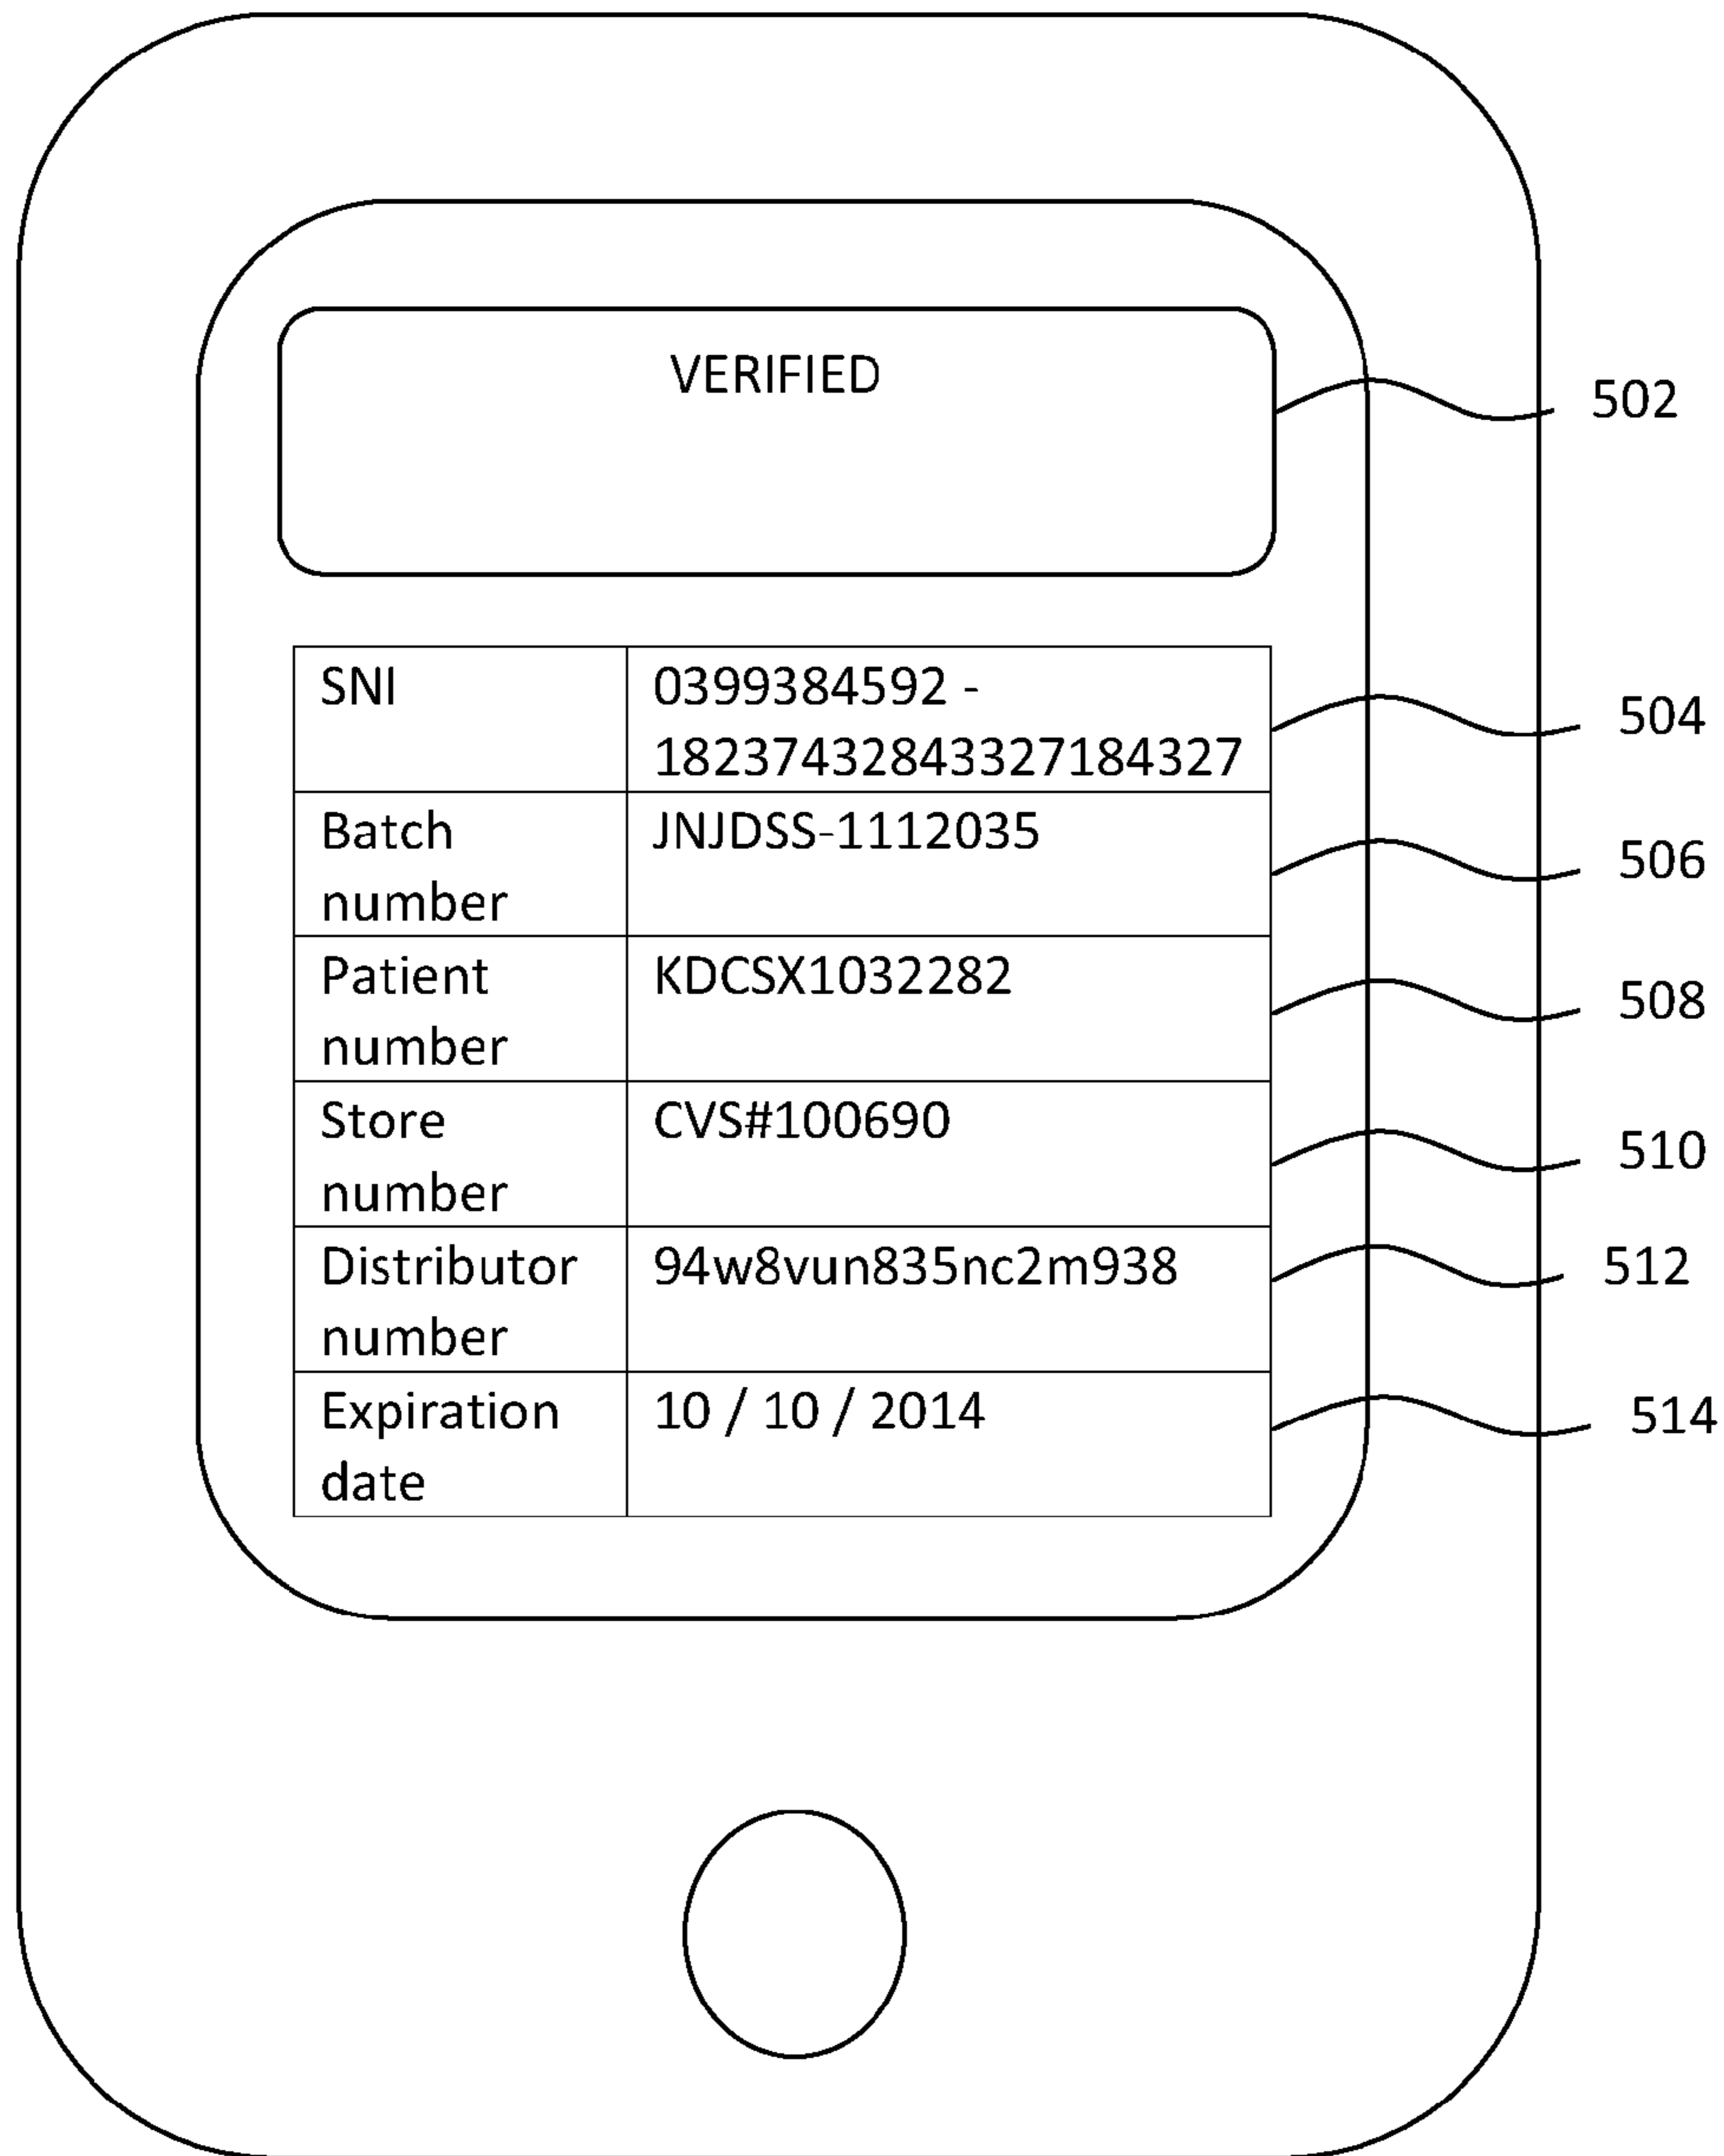 VERIFIED
502
SNI
0399384592 -
18237432843327184327
504
Batch
number
JNJDSS-1112035
506
Patient
number
KDCSX1032282
508
Store
number
CVS#100690
510
Distributor
number
94w8vun835nc2m938
512
Expiration
date
10 / 10 / 2014
514